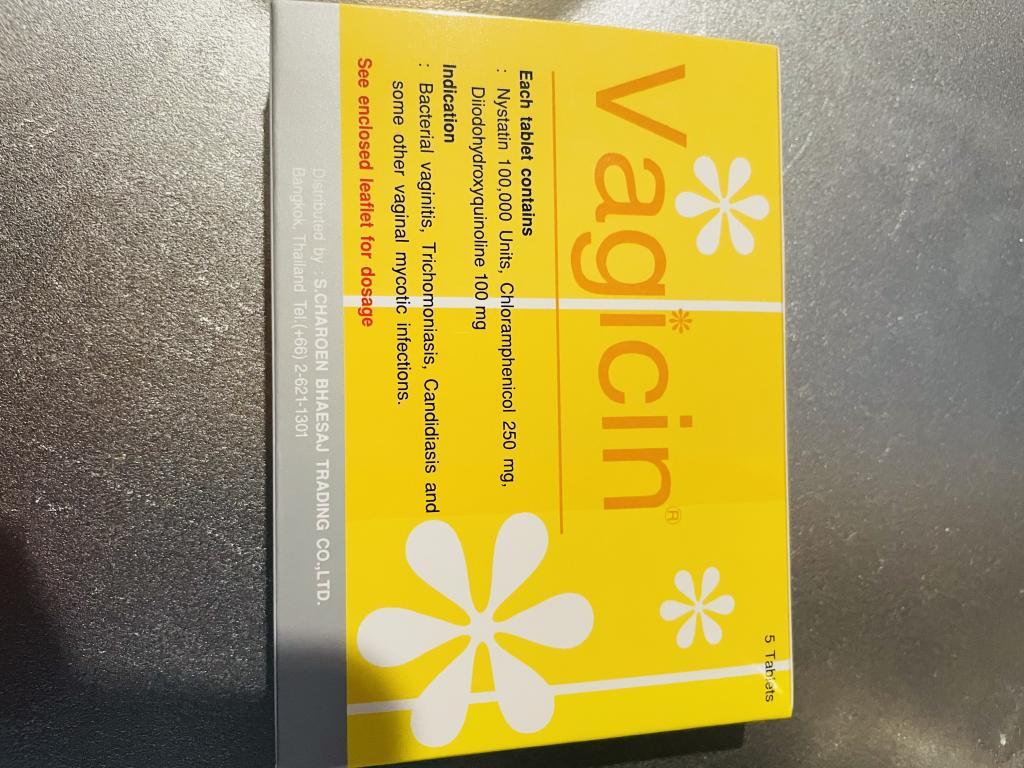 5 Tablets
Vagicin®
Each tablet contains
: Nystatin 100,000 Units, Chloramphenicol 250 mg,
Diiodohydroxyquinoline 100 mg
Indication
: Bacterial vaginitis, Trichomoniasis, Candidiasis and
some other vaginal mycotic infections.
See enclosed leaflet for dosage
Distributed by : S.CHAROEN BHAESAJ TRADING CO.,LTD.
Bangkok, Thailand Tel.(+66) 2-621-1301